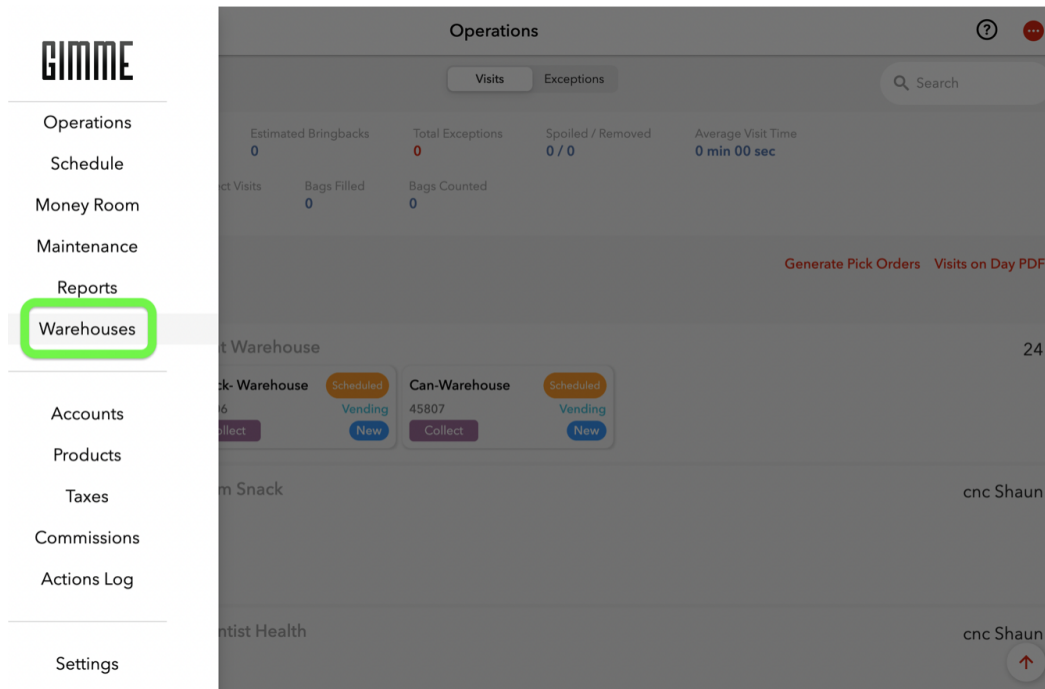 GIMME
Operations
Schedule
Money Room
Maintenance
Reports
Warehouses
Accounts
Products
Taxes
Commissions
Actions Log
Settings
Operations
?
Visits Exceptions
Search
Estimated Bringbacks Total Exceptions Spoiled / Removed Average Visit Time
0 0 0 / 0 0 min 00 sec
ct Visits Bags Filled Bags Counted
0 0
Generate Pick Orders Visits on Day PDF
t Warehouse 24
ck- Warehouse Scheduled Can-Warehouse Scheduled
6 Vending 45807 Vending
ollect New Collect New
m Snack cnc Shaun
ntist Health cnc Shaun